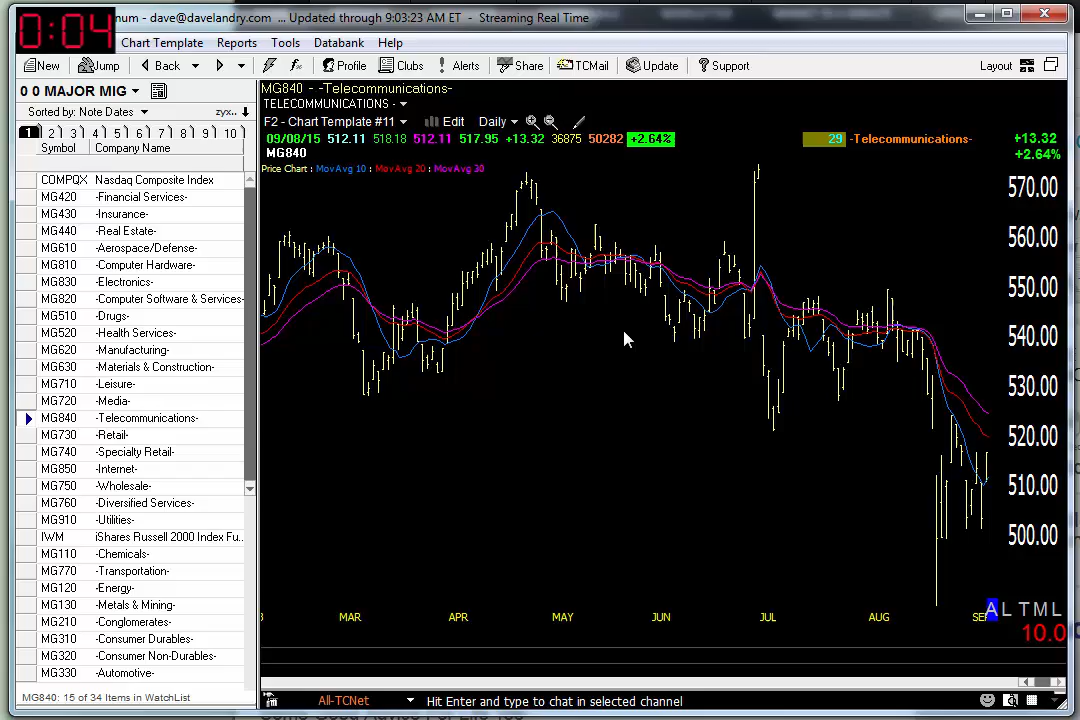 0:04
num - dave@davelandry.com ... Updated through 9:03:23 AM ET - Streaming Real Time
Chart Template Reports Tools Databank Help
New Jump Back Profile Clubs Alerts Share TCMail Update Support Layout
0 0 MAJOR MIG
Sorted by: Note Dates zyx..
1 2 3 4 5 6 7 8 9 10
Symbol Company Name
COMPQX Nasdaq Composite Index
MG420 -Financial Services-
MG430 -Insurance-
MG440 -Real Estate-
MG610 -Aerospace/Defense-
MG810 -Computer Hardware-
MG830 -Electronics-
MG820 -Computer Software & Services-
MG510 -Drugs-
MG520 -Health Services-
MG620 -Manufacturing-
MG630 -Materials & Construction-
MG710 -Leisure-
MG720 -Media-
MG840 -Telecommunications-
MG730 -Retail-
MG740 -Specialty Retail-
MG850 -Internet-
MG750 -Wholesale-
MG760 -Diversified Services-
MG910 -Utilities-
IWM iShares Russell 2000 Index Fu..
MG110 -Chemicals-
MG770 -Transportation-
MG120 -Energy-
MG130 -Metals & Mining-
MG210 -Conglomerates-
MG310 -Consumer Durables-
MG320 -Consumer Non-Durables-
MG330 -Automotive-
MG840: 15 of 34 Items in WatchList
MG840 - -Telecommunications-
TELECOMMUNICATIONS -
F2 - Chart Template #11 Edit Daily
09/08/15 512.11 518.18 512.11 517.95 +13.32 36875 50282 +2.64% 29 -Telecommunications- +13.32
MG840 +2.64%
Price Chart : MovAvg 10 : MovAvg 20 : MovAvg 30
570.00
560.00
550.00
540.00
530.00
520.00
510.00
500.00
MAR APR MAY JUN JUL AUG SEP
A L T M L
10.0
All-TCNet Hit Enter and type to chat in selected channel